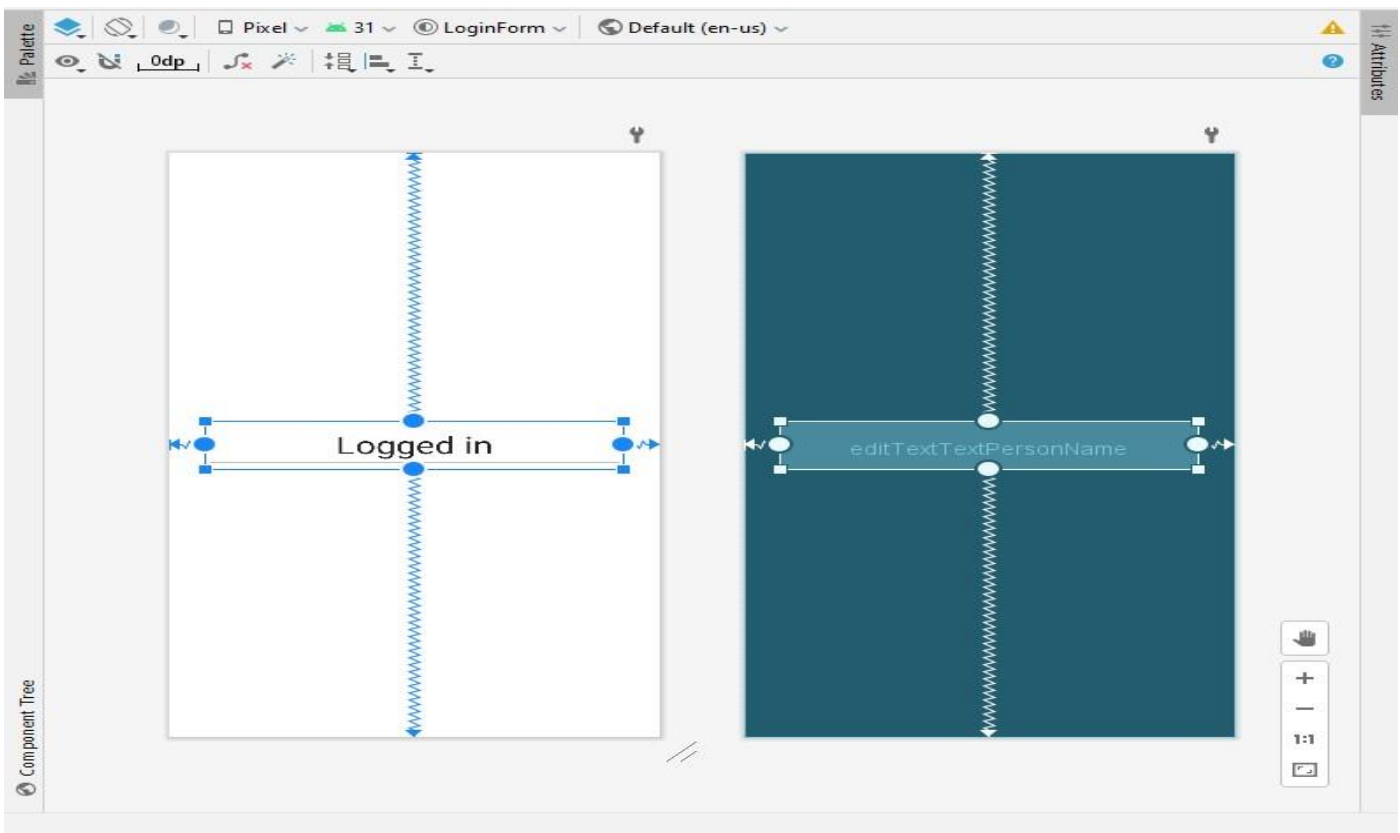 Palette
Pixel 31 LoginForm Default (en-us)
Attributes
0dp
Logged in
editTextTextPersonName
Component Tree
1:1